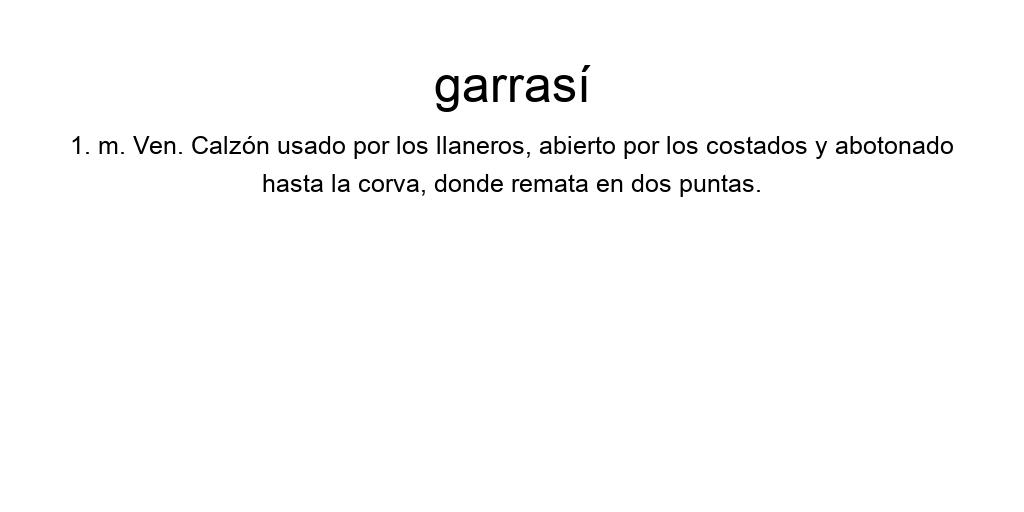 garrasí
1. m. Ven. Calzón usado por los llaneros, abierto por los costados y abotonado
hasta la corva, donde remata en dos puntas.